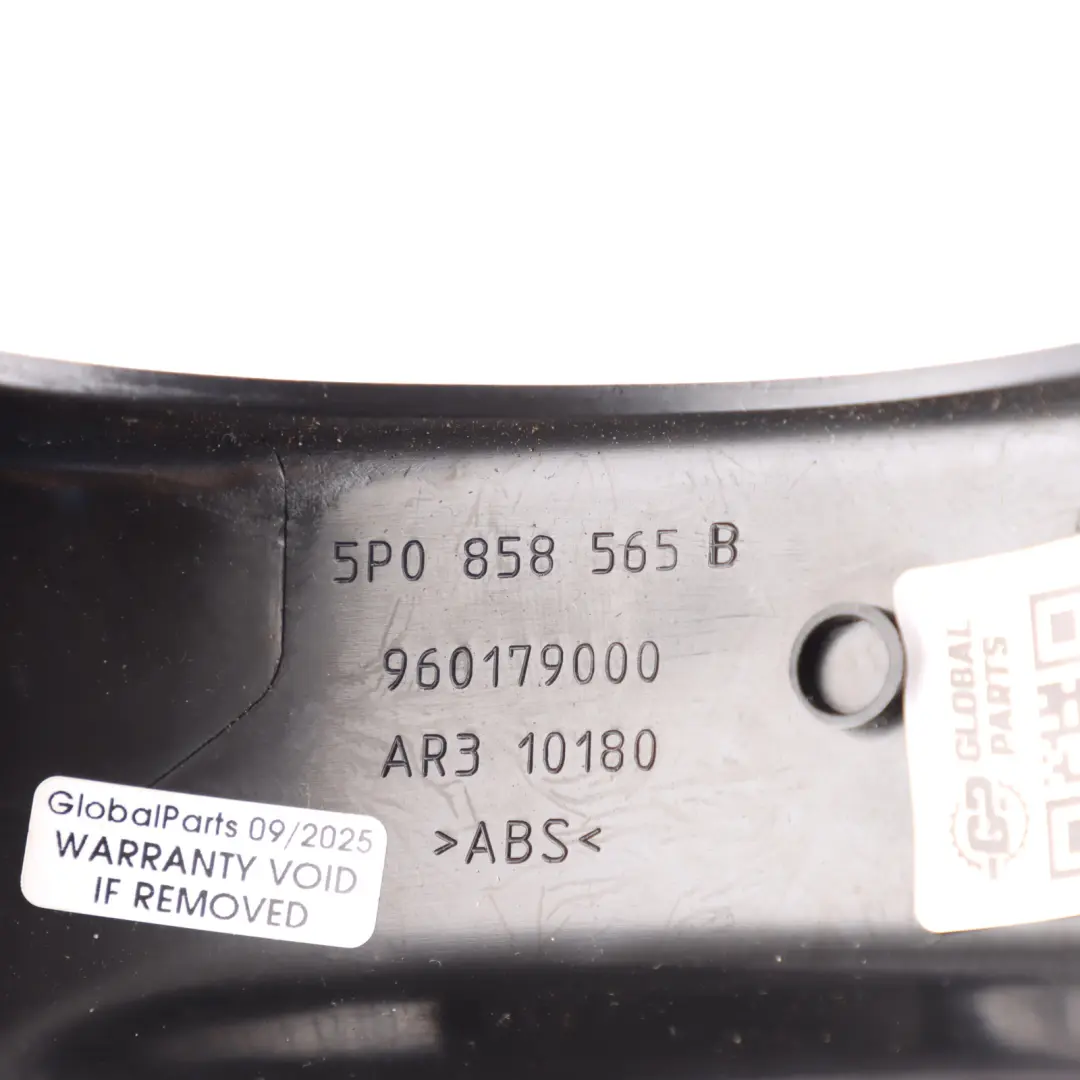 5P0 858 565 B
960179000
AR3 10180
>ABS<
GlobalParts 09/2025
WARRANTY VOID
IF REMOVED
GLOBAL
PARTS